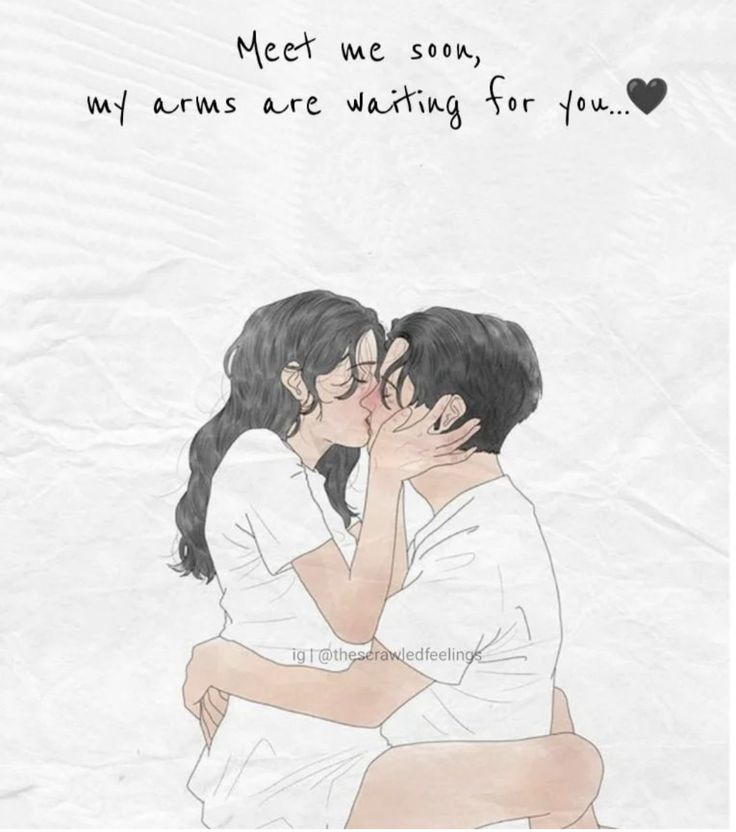 Meet me soon,
my arms are waiting for you...🖤
ig | @thescrawledfeelings